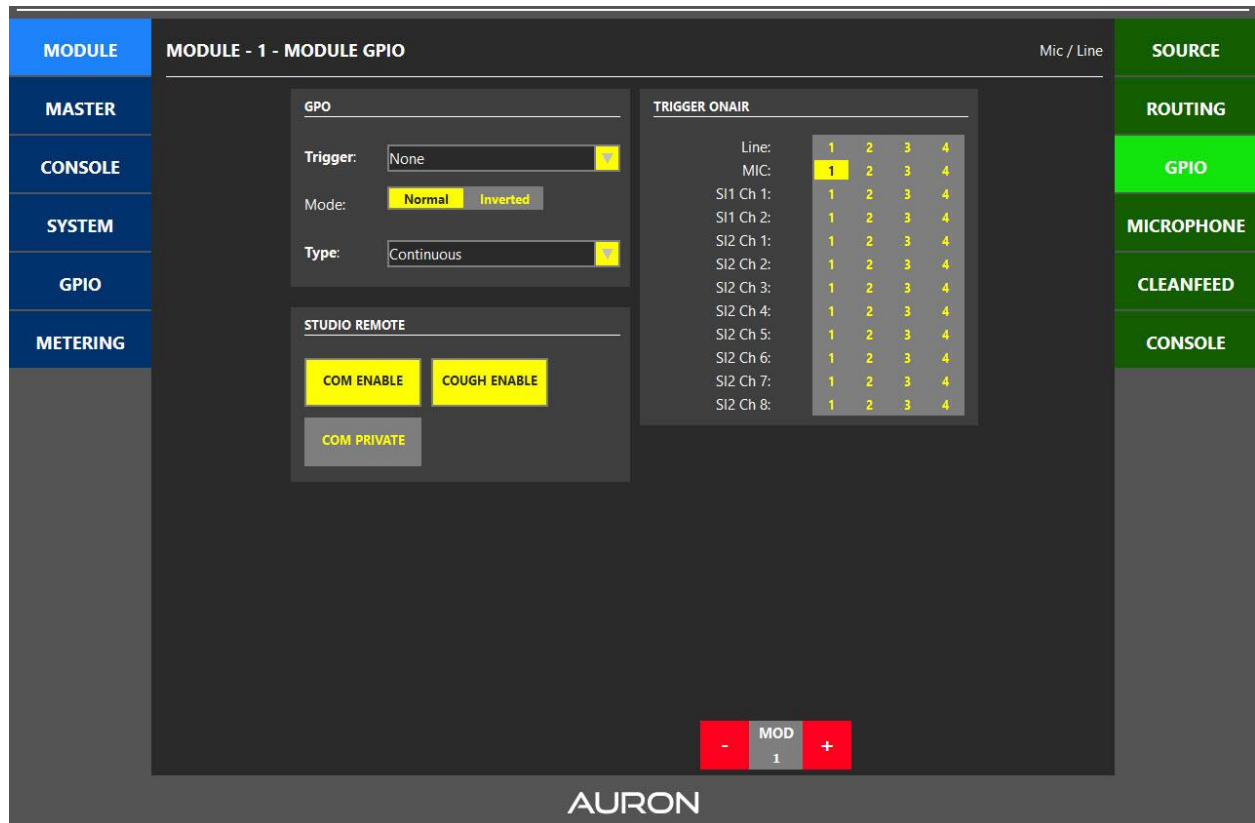 MODULE
MASTER
CONSOLE
SYSTEM
GPIO
METERING
MODULE - 1 - MODULE GPIO
Mic / Line
GPO
Trigger:
None
Mode:
Normal
Inverted
Type:
Continuous
STUDIO REMOTE
COM ENABLE
COUGH ENABLE
COM PRIVATE
TRIGGER ONAIR
Line: 1 2 3 4
MIC: 1 2 3 4
SI1 Ch 1: 1 2 3 4
SI1 Ch 2: 1 2 3 4
SI2 Ch 1: 1 2 3 4
SI2 Ch 2: 1 2 3 4
SI2 Ch 3: 1 2 3 4
SI2 Ch 4: 1 2 3 4
SI2 Ch 5: 1 2 3 4
SI2 Ch 6: 1 2 3 4
SI2 Ch 7: 1 2 3 4
SI2 Ch 8: 1 2 3 4
-
MOD
1
+
SOURCE
ROUTING
GPIO
MICROPHONE
CLEANFEED
CONSOLE
AURON